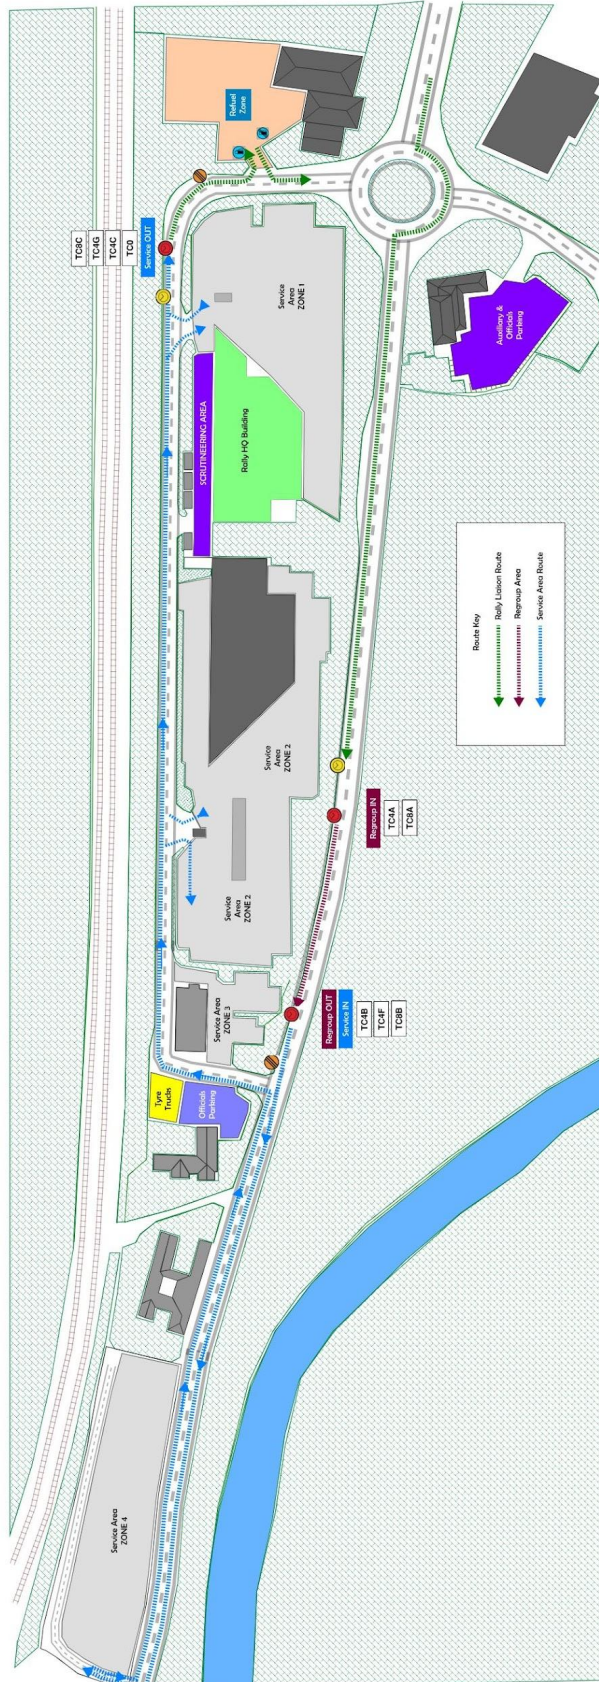 Refuel
Zone
TC8C
TC4G
TC4C
TC0
Service OUT
Service
Area
ZONE 1
Auxiliary &
Officials
Parking
SCRUTINEERING AREA
Rally HQ Building
Route Key
Rally Liaison Route
Regroup Area
Service Area Route
Service
Area
ZONE 2
Regroup IN
TC4A
TC8A
Service
Area
ZONE 2
Service Area
ZONE 3
Regroup OUT
Service IN
TC4B
TC4F
TC8B
Tyre
Trucks
Officials
Parking
Service Area
ZONE 4